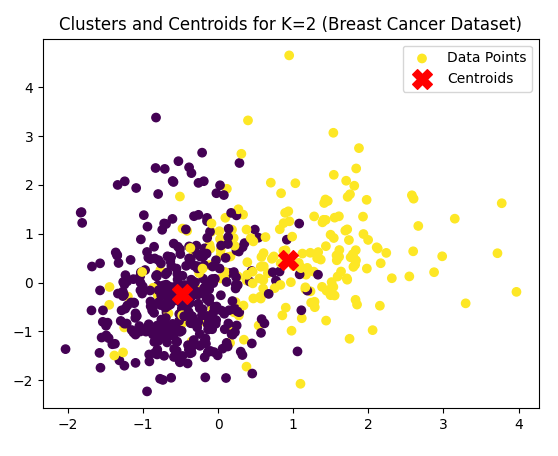 Clusters and Centroids for K=2 (Breast Cancer Dataset)
Data Points
Centroids
4
3
2
1
0
−1
−2
−2 −1 0 1 2 3 4